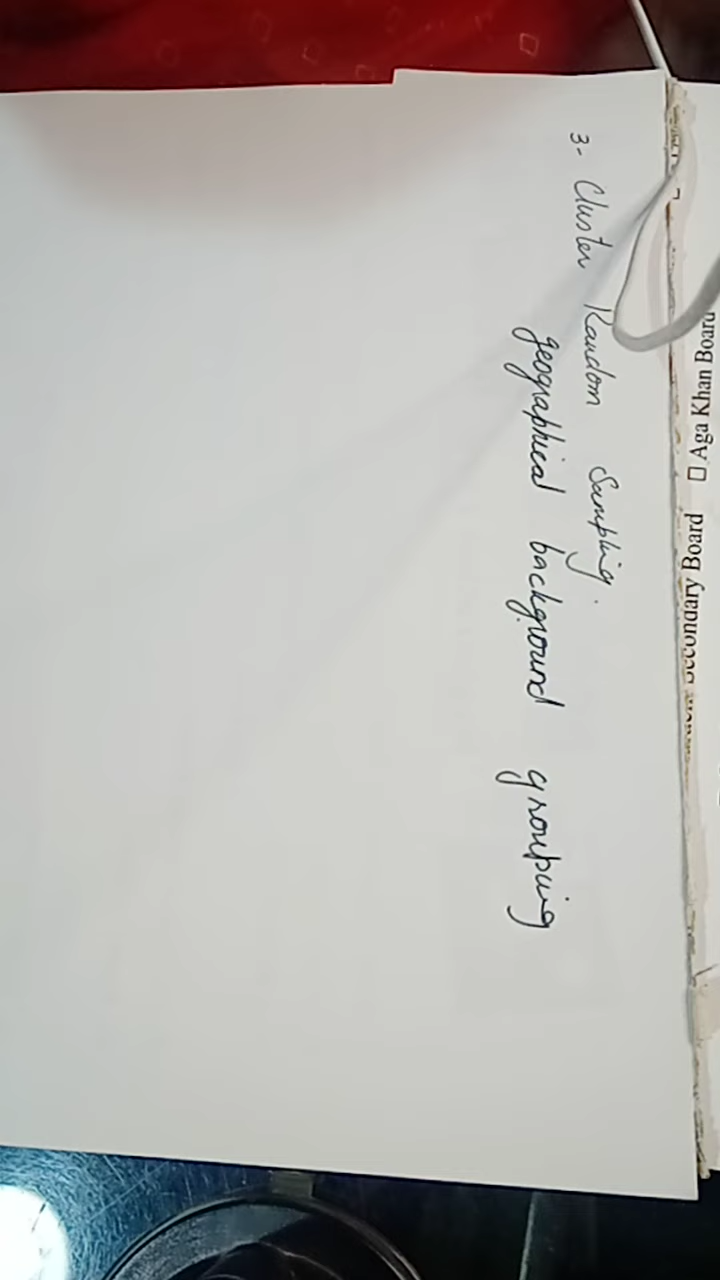 3- Cluster Random Sampling.
geographical background grouping
Secondary Board □ Aga Khan Board